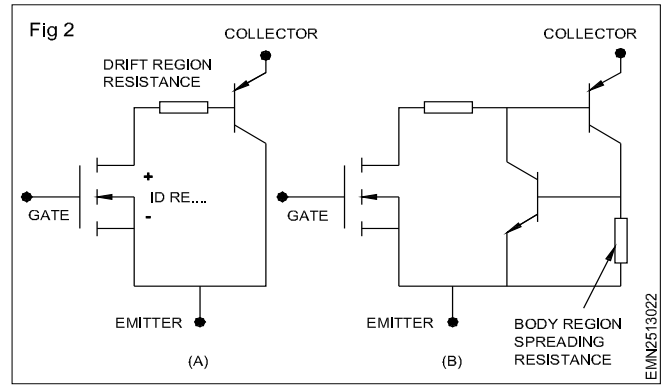 Fig 2
COLLECTOR
DRIFT REGION
RESISTANCE
+
ID RE....
-
GATE
EMITTER
(A)
COLLECTOR
GATE
EMITTER
(B)
BODY REGION
SPREADING
RESISTANCE
EMN2513022